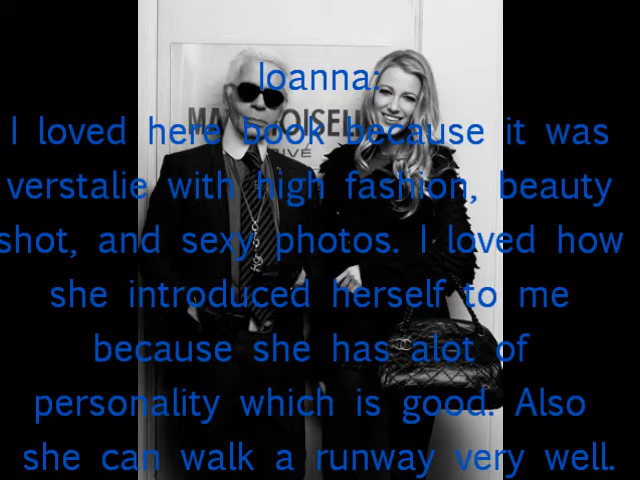 Joanna:
I loved here book because it was
verstalie with high fashion, beauty
shot, and sexy photos. I loved how
she introduced herself to me
because she has alot of
personality which is good. Also
she can walk a runway very well.